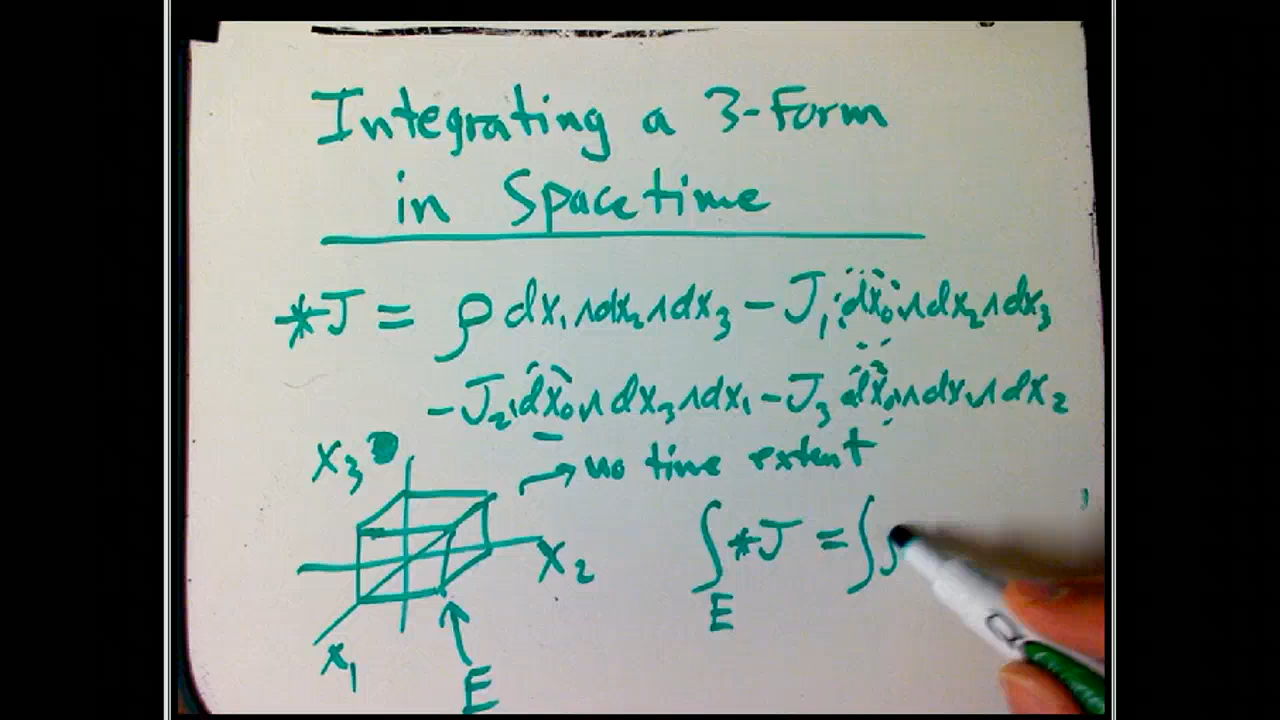 Integrating a 3-Form
in Spacetime
*J = ρ dx₁∧dx₂∧dx₃ − J₁ dx₀∧dx₂∧dx₃
− J₂ dx₀∧dx₃∧dx₁ − J₃ dx₀∧dx₁∧dx₂
→ no time extent
x₃
x₂
x₁
E
∫_E *J = ∫ρ